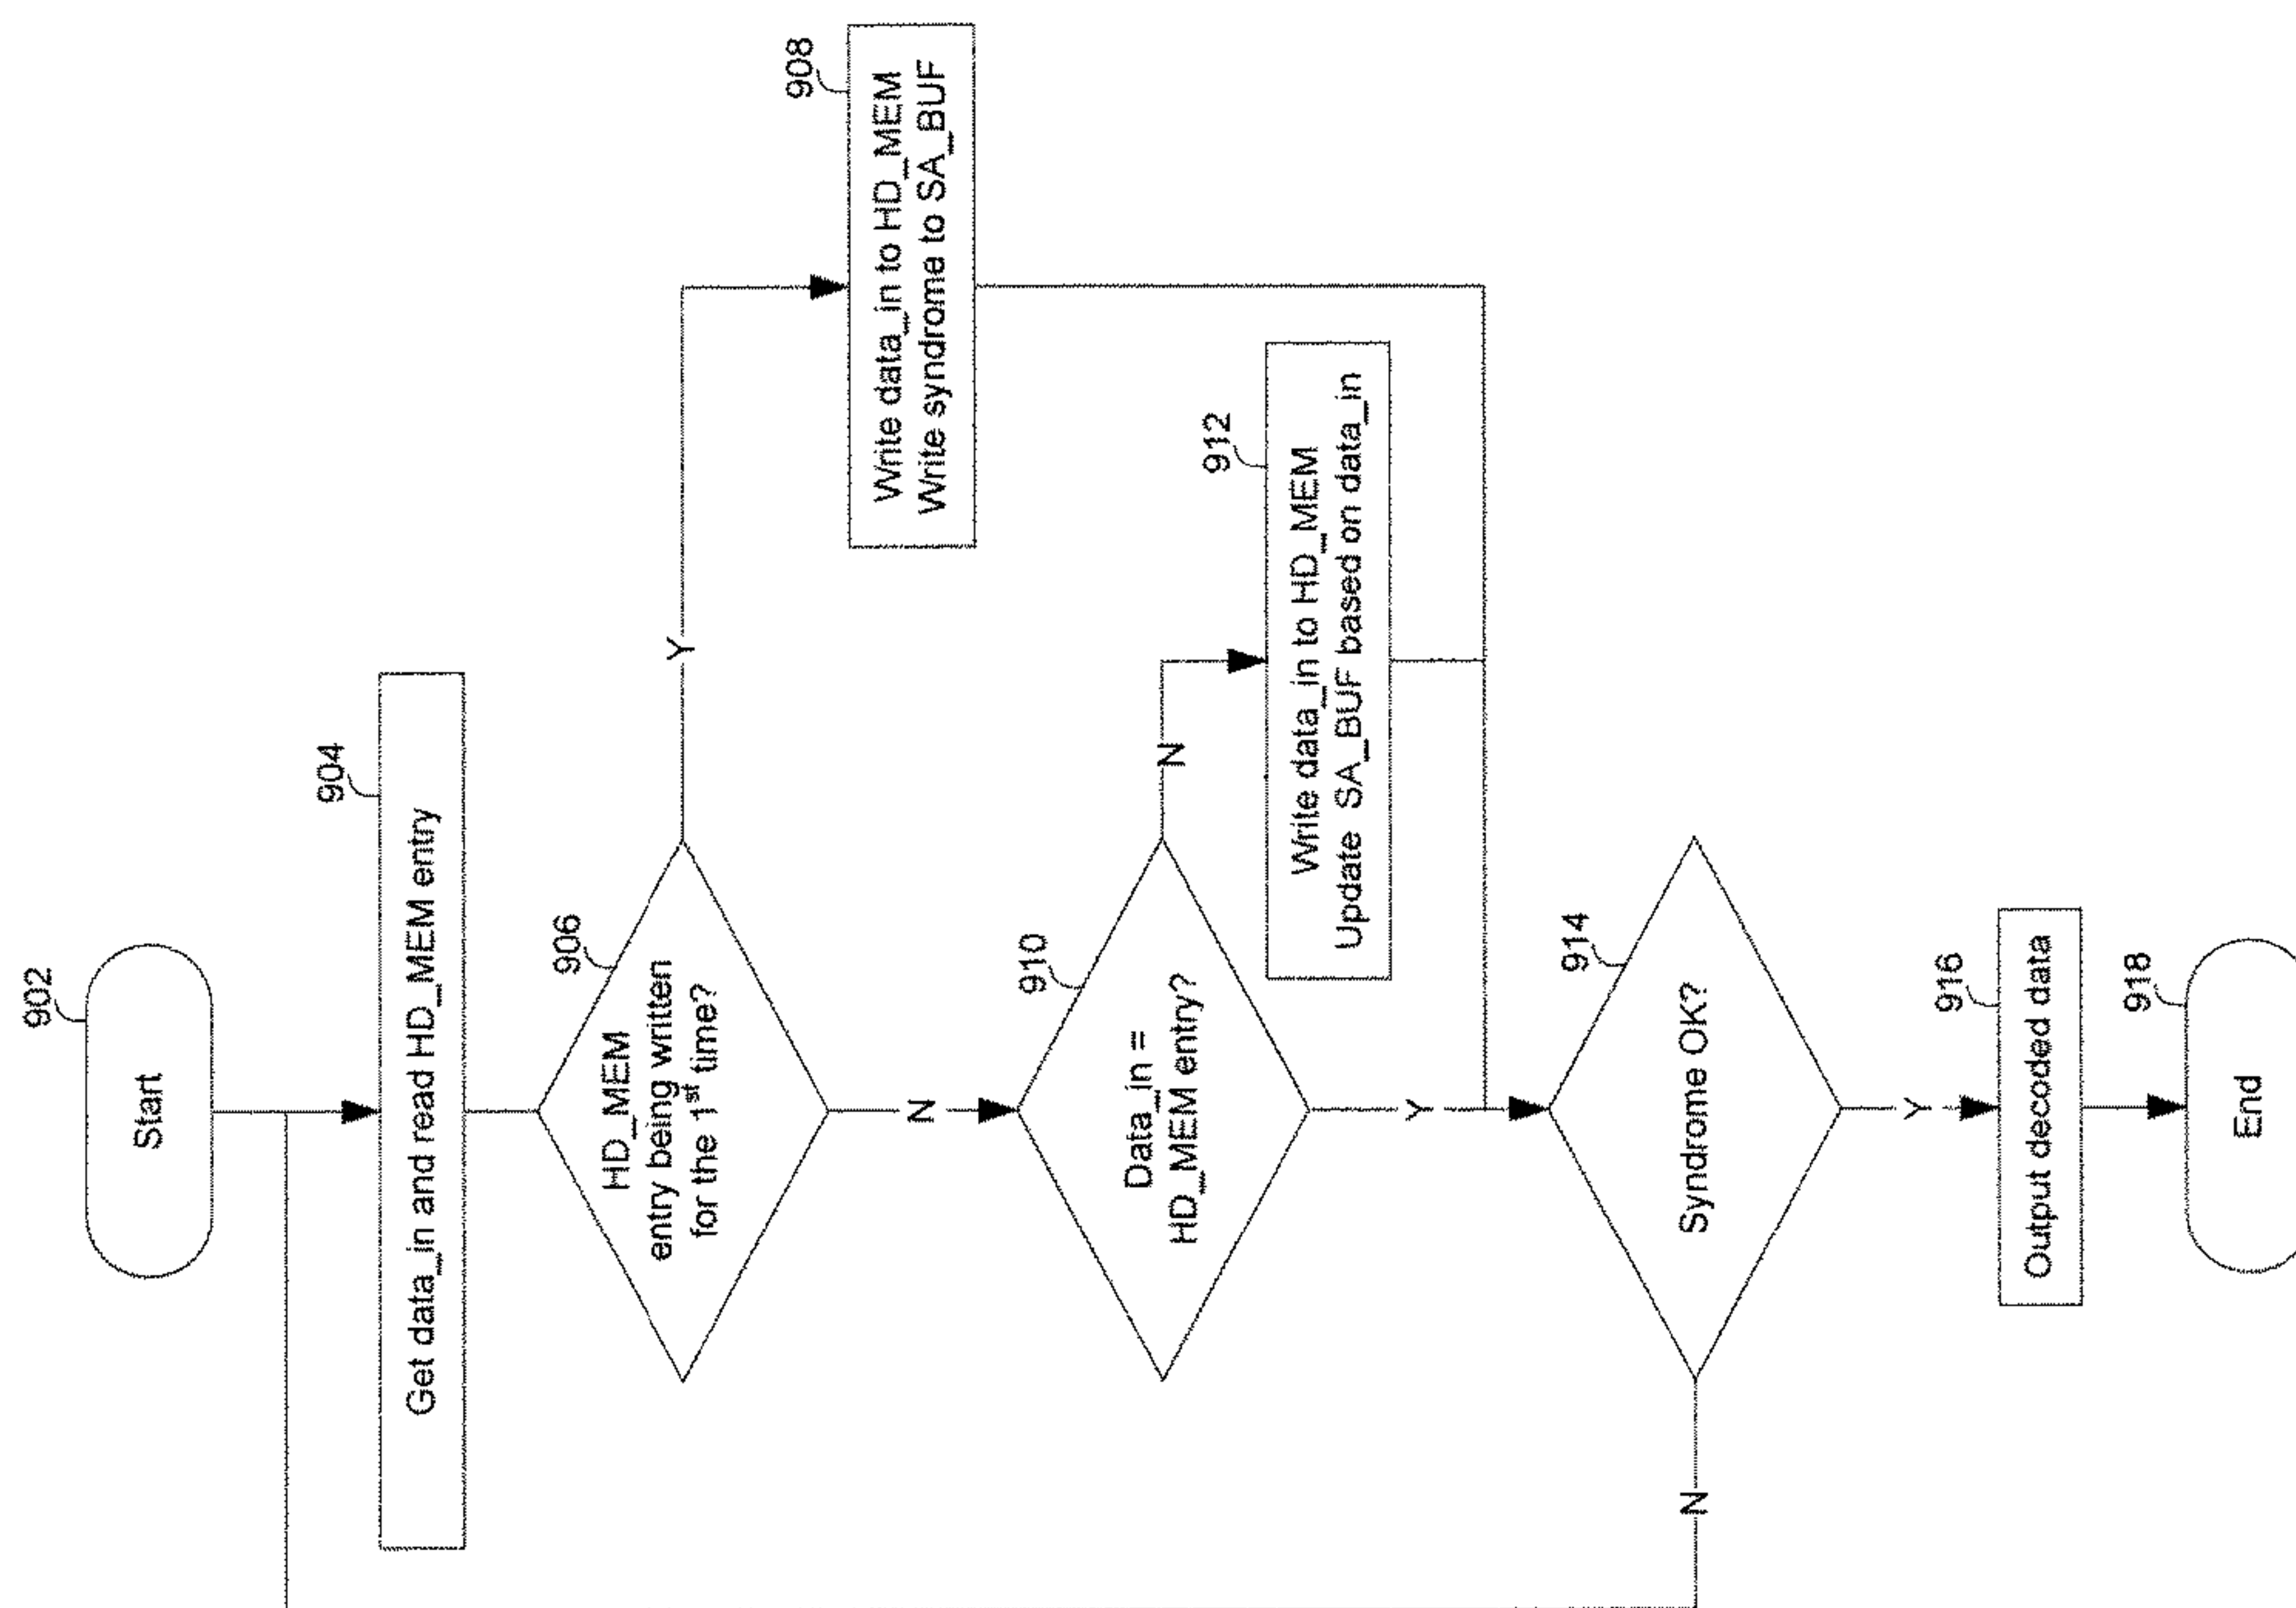 902
Start
904
Get data_in and read HD_MEM entry
906
HD_MEM
entry being written
for the 1st time?
Y
908
Write data_in to HD_MEM
Write syndrome to SA_BUF
N
910
Data_in =
HD_MEM entry?
N
912
Write data_in to HD_MEM
Update SA_BUF based on data_in
Y
914
Syndrome OK?
N
Y
916
Output decoded data
918
End